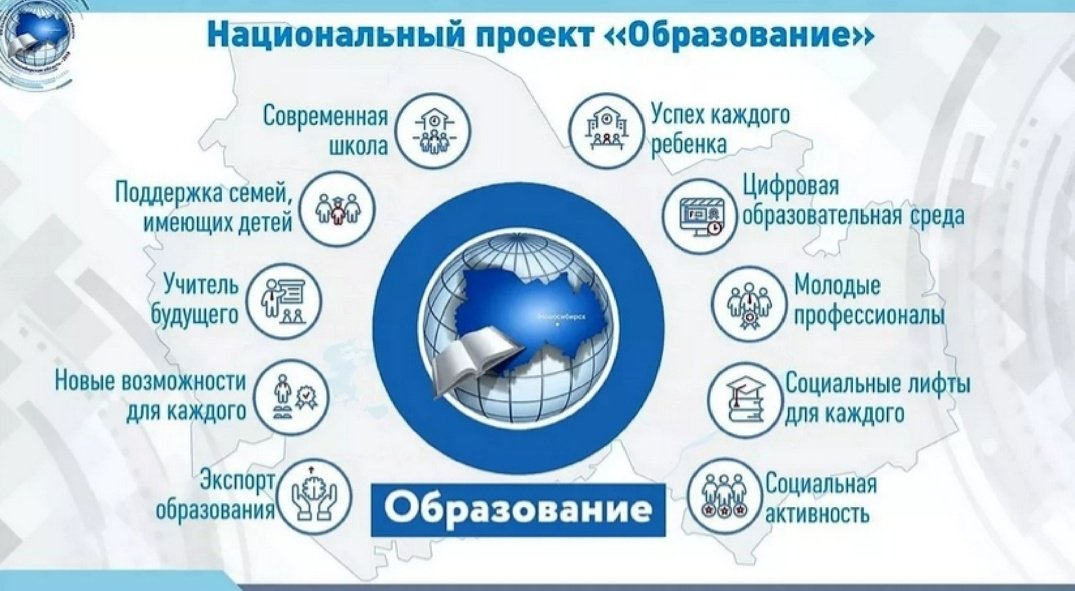 Национальный проект «Образование»
Современная
школа
Успех каждого
ребенка
Поддержка семей,
имеющих детей
Цифровая
образовательная среда
Учитель
будущего
Молодые
профессионалы
Новые возможности
для каждого
Социальные лифты
для каждого
Экспорт
образования
Социальная
активность
Новосибирск
Образование